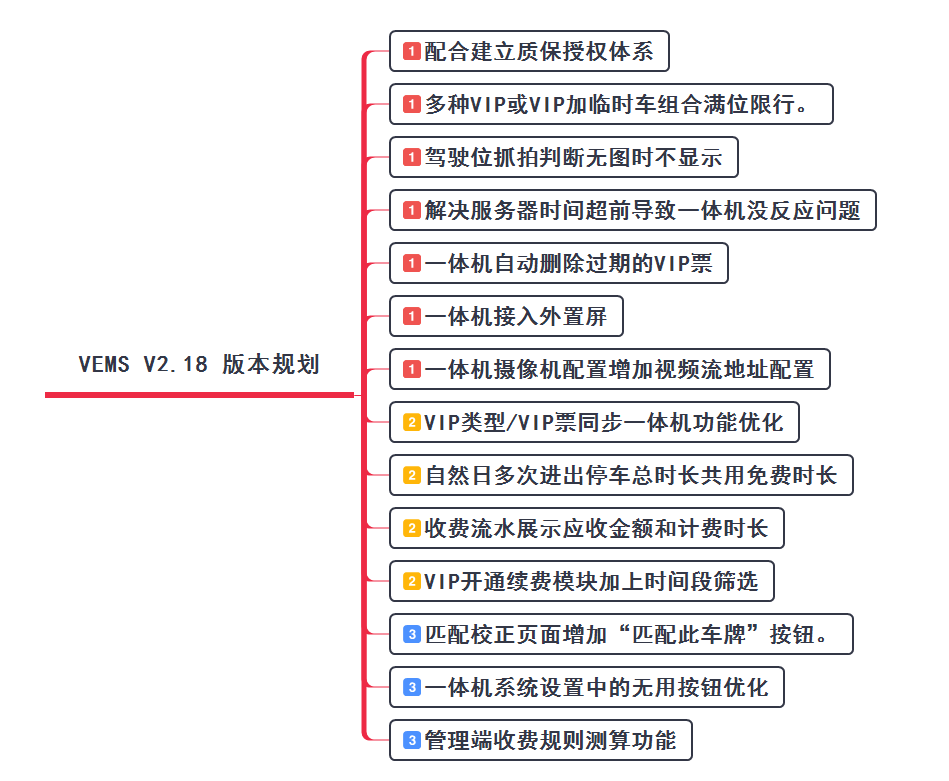 VEMS V2.18 版本规划
1 配合建立质保授权体系
1 多种VIP或VIP加临时车组合满位限行。
1 驾驶位抓拍判断无图时不显示
1 解决服务器时间超前导致一体机没反应问题
1 一体机自动删除过期的VIP票
1 一体机接入外置屏
1 一体机摄像机配置增加视频流地址配置
2 VIP类型/VIP票同步一体机功能优化
2 自然日多次进出停车总时长共用免费时长
2 收费流水展示应收金额和计费时长
2 VIP开通续费模块加上时间段筛选
3 匹配校正页面增加“匹配此车牌”按钮。
3 一体机系统设置中的无用按钮优化
3 管理端收费规则测算功能